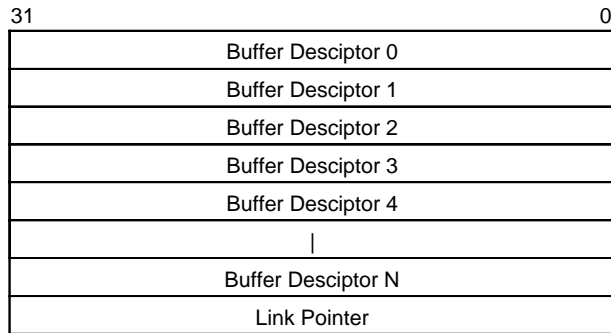 31 0
Buffer Desciptor 0
Buffer Desciptor 1
Buffer Desciptor 2
Buffer Desciptor 3
Buffer Desciptor 4
|
Buffer Desciptor N
Link Pointer